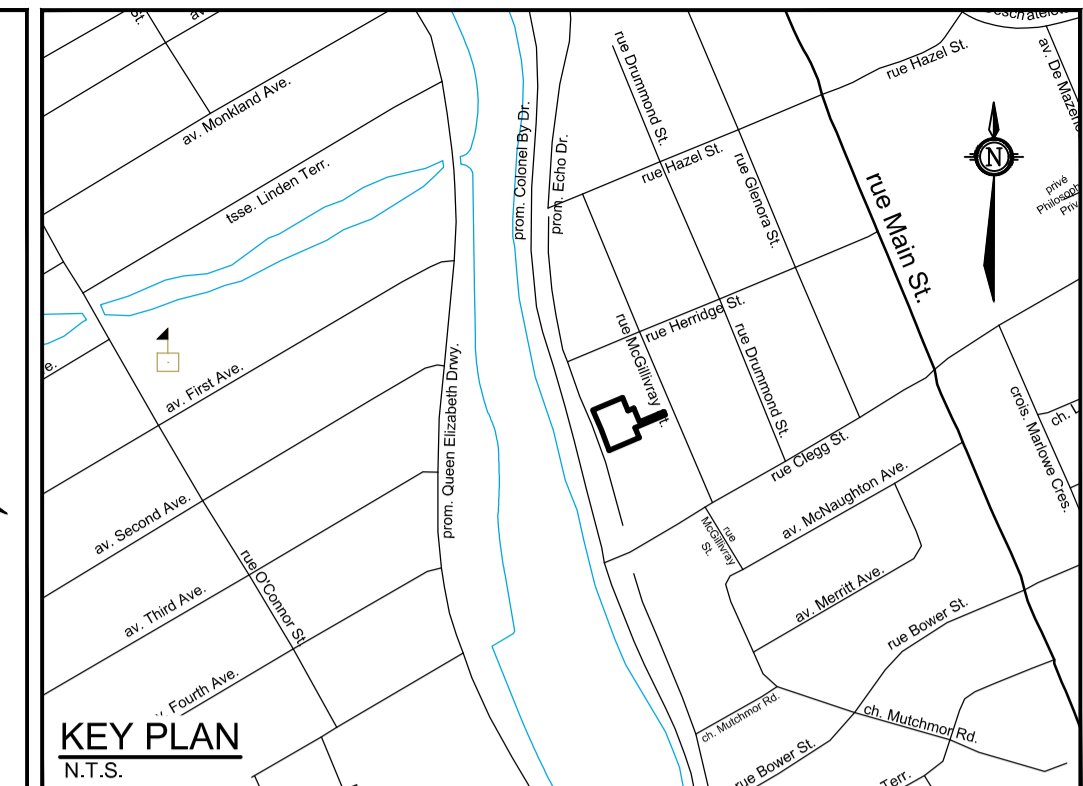 av. Monkland Ave.
tsse. Linden Terr.
prom. Colonel By Dr.
prom. Echo Dr.
rue Drummond St.
rue Hazel St.
rue Hazel St.
rue Glenora St.
rue Main St.
av. De
privé
N
rue Herridge St.
rue McGillivray
rue Drummond St.
av. First Ave.
prom. Queen Elizabeth Drwy.
rue Clegg St.
crois. Marlowe Cres.
ch.
av. McNaughton Ave.
rue
McGillivray
St.
av. Second Ave.
rue O'Connor St.
av. Third Ave.
av. Merritt Ave.
rue Bower St.
Fourth Ave.
ch. Mutchmor Rd.
ch. Mutchmor Rd.
rue Bower St.
Terr.
KEY PLAN
N.T.S.